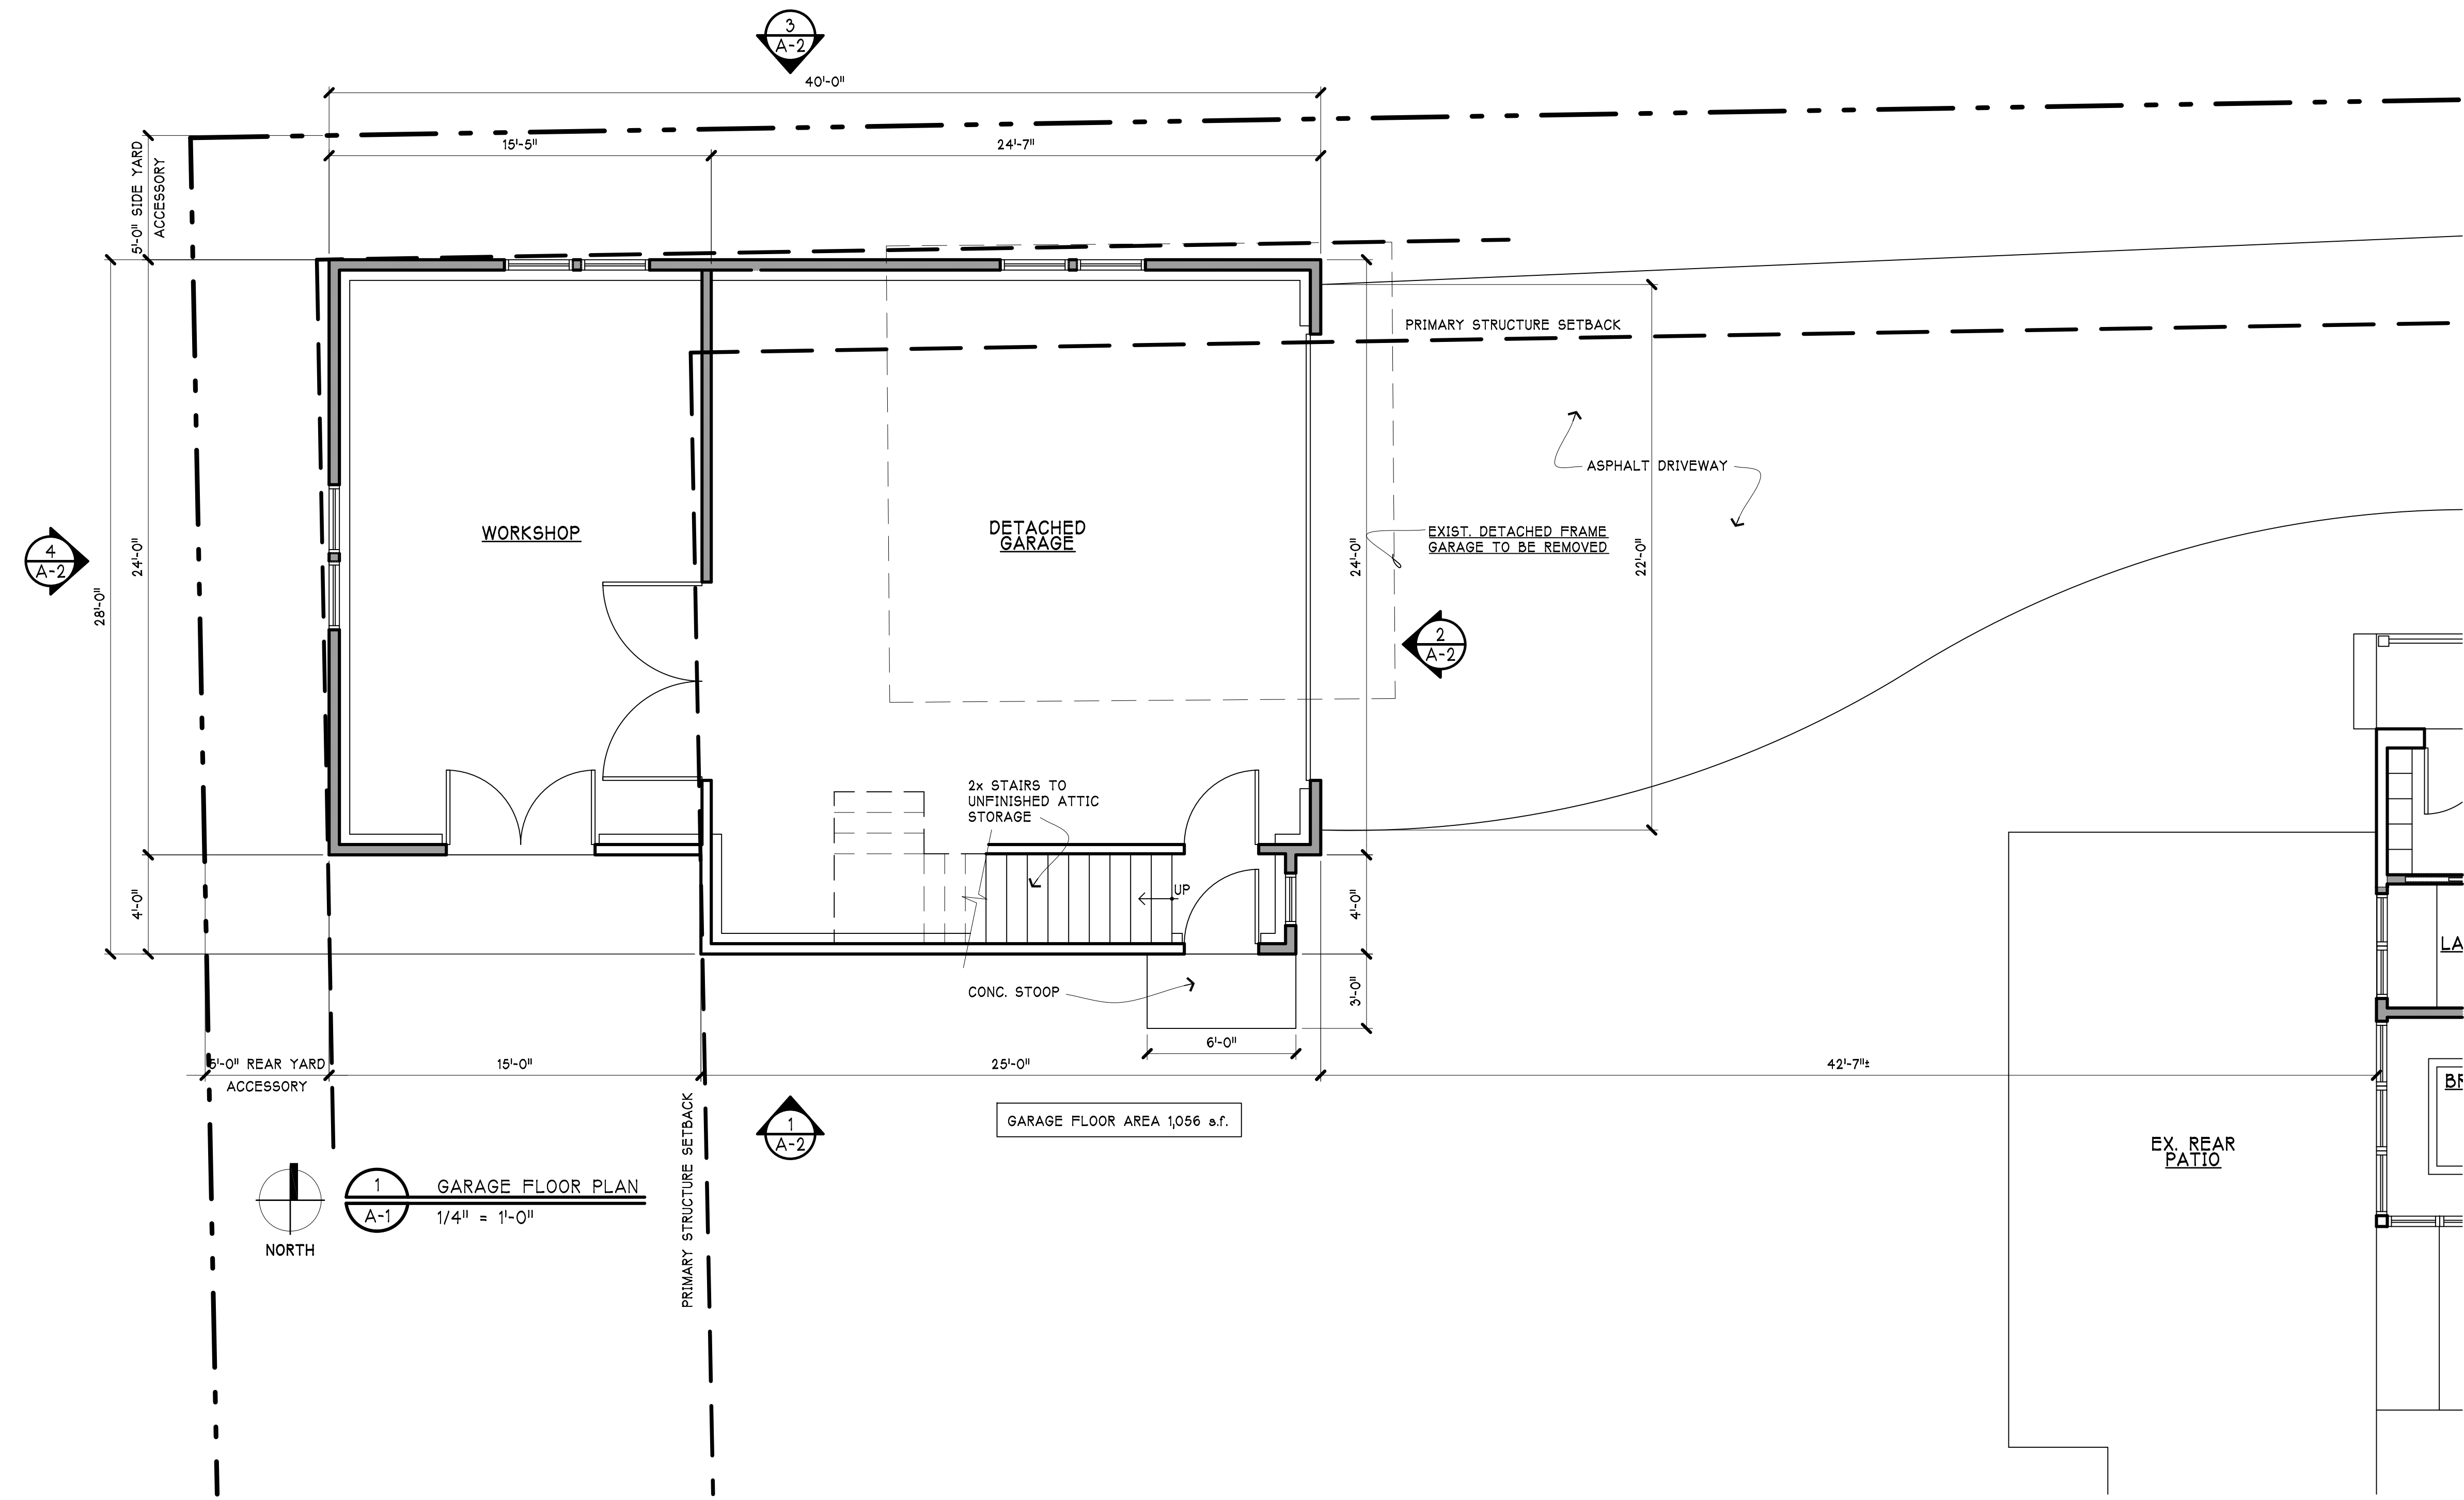 3
A-2
40'-0"
15'-5"
24'-7"
5'-0" SIDE YARD
ACCESSORY
PRIMARY STRUCTURE SETBACK
ASPHALT DRIVEWAY
WORKSHOP
DETACHED
GARAGE
EXIST. DETACHED FRAME
GARAGE TO BE REMOVED
4
A-2
28'-0"
24'-0"
24'-0"
22'-0"
2
A-2
2x STAIRS TO
UNFINISHED ATTIC
STORAGE
UP
4'-0"
4'-0"
3'-0"
CONC. STOOP
6'-0"
5'-0" REAR YARD
ACCESSORY
15'-0"
25'-0"
42'-7"±
PRIMARY STRUCTURE SETBACK
1
A-2
GARAGE FLOOR AREA 1,056 s.f.
EX. REAR
PATIO
LA
BR
NORTH
1
A-1
GARAGE FLOOR PLAN
1/4" = 1'-0"